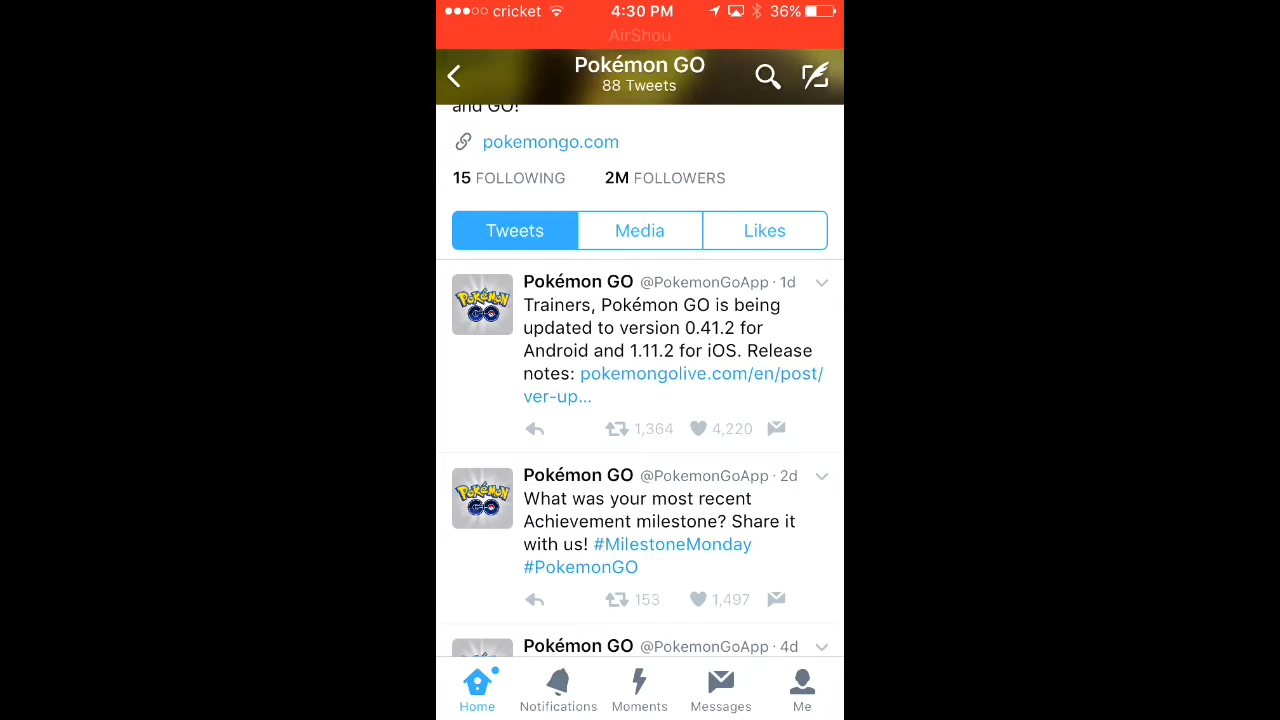 cricket 4:30 PM 36%
AirShou
Pokémon GO
88 Tweets
and GO!
pokemongo.com
15 FOLLOWING 2M FOLLOWERS
Tweets Media Likes
Pokémon GO @PokemonGoApp · 1d
Trainers, Pokémon GO is being
updated to version 0.41.2 for
Android and 1.11.2 for iOS. Release
notes: pokemongolive.com/en/post/
ver-up...
1,364 4,220
POKÉMON GO
Pokémon GO @PokemonGoApp · 2d
What was your most recent
Achievement milestone? Share it
with us! #MilestoneMonday
#PokemonGO
153 1,497
POKÉMON GO
Pokémon GO @PokemonGoApp · 4d
Home Notifications Moments Messages Me